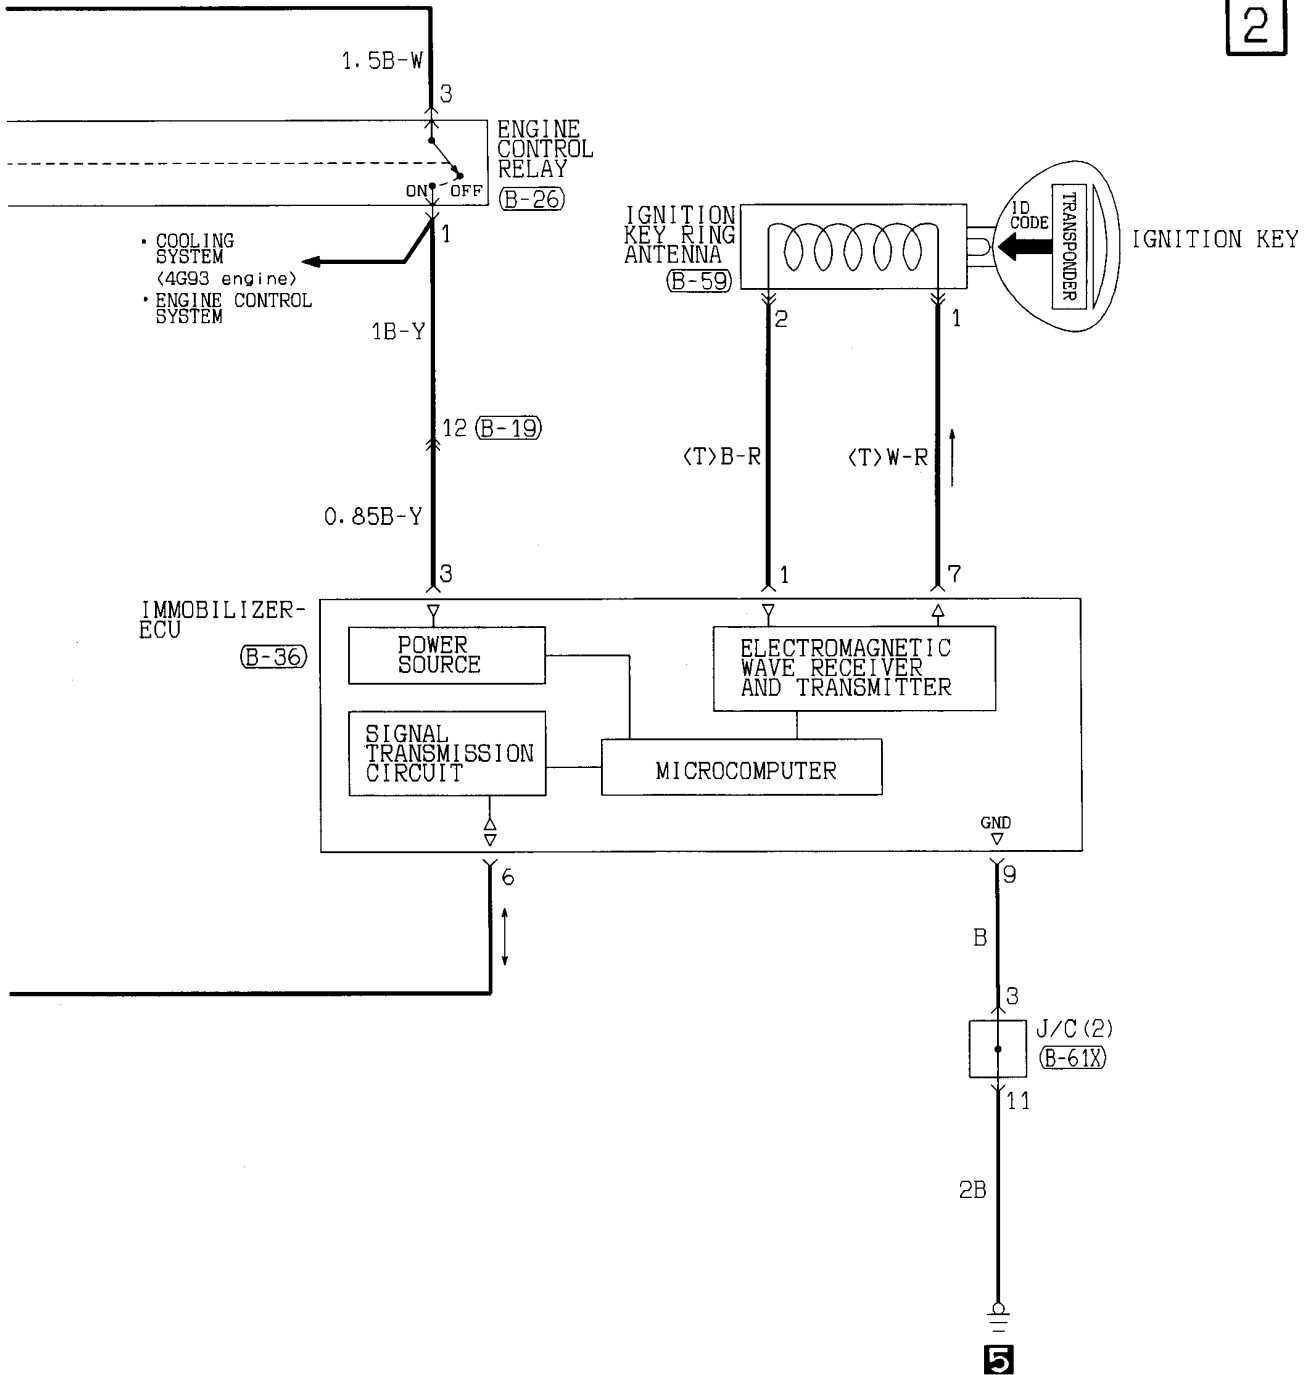 2
1.5B-W
3
ENGINE
CONTROL
RELAY
ON OFF
(B-26)
1
· COOLING
SYSTEM
<4G93 engine>
· ENGINE CONTROL
SYSTEM
1B-Y
12 (B-19)
0.85B-Y
3
IGNITION
KEY RING
ANTENNA
(B-59)
ID
CODE
TRANSPONDER
IGNITION KEY
2
1
<T>B-R
<T>W-R
1
7
IMMOBILIZER-
ECU
(B-36)
POWER
SOURCE
ELECTROMAGNETIC
WAVE RECEIVER
AND TRANSMITTER
SIGNAL
TRANSMISSION
CIRCUIT
MICROCOMPUTER
GND
6
9
B
3
J/C(2)
(B-61X)
11
2B
5